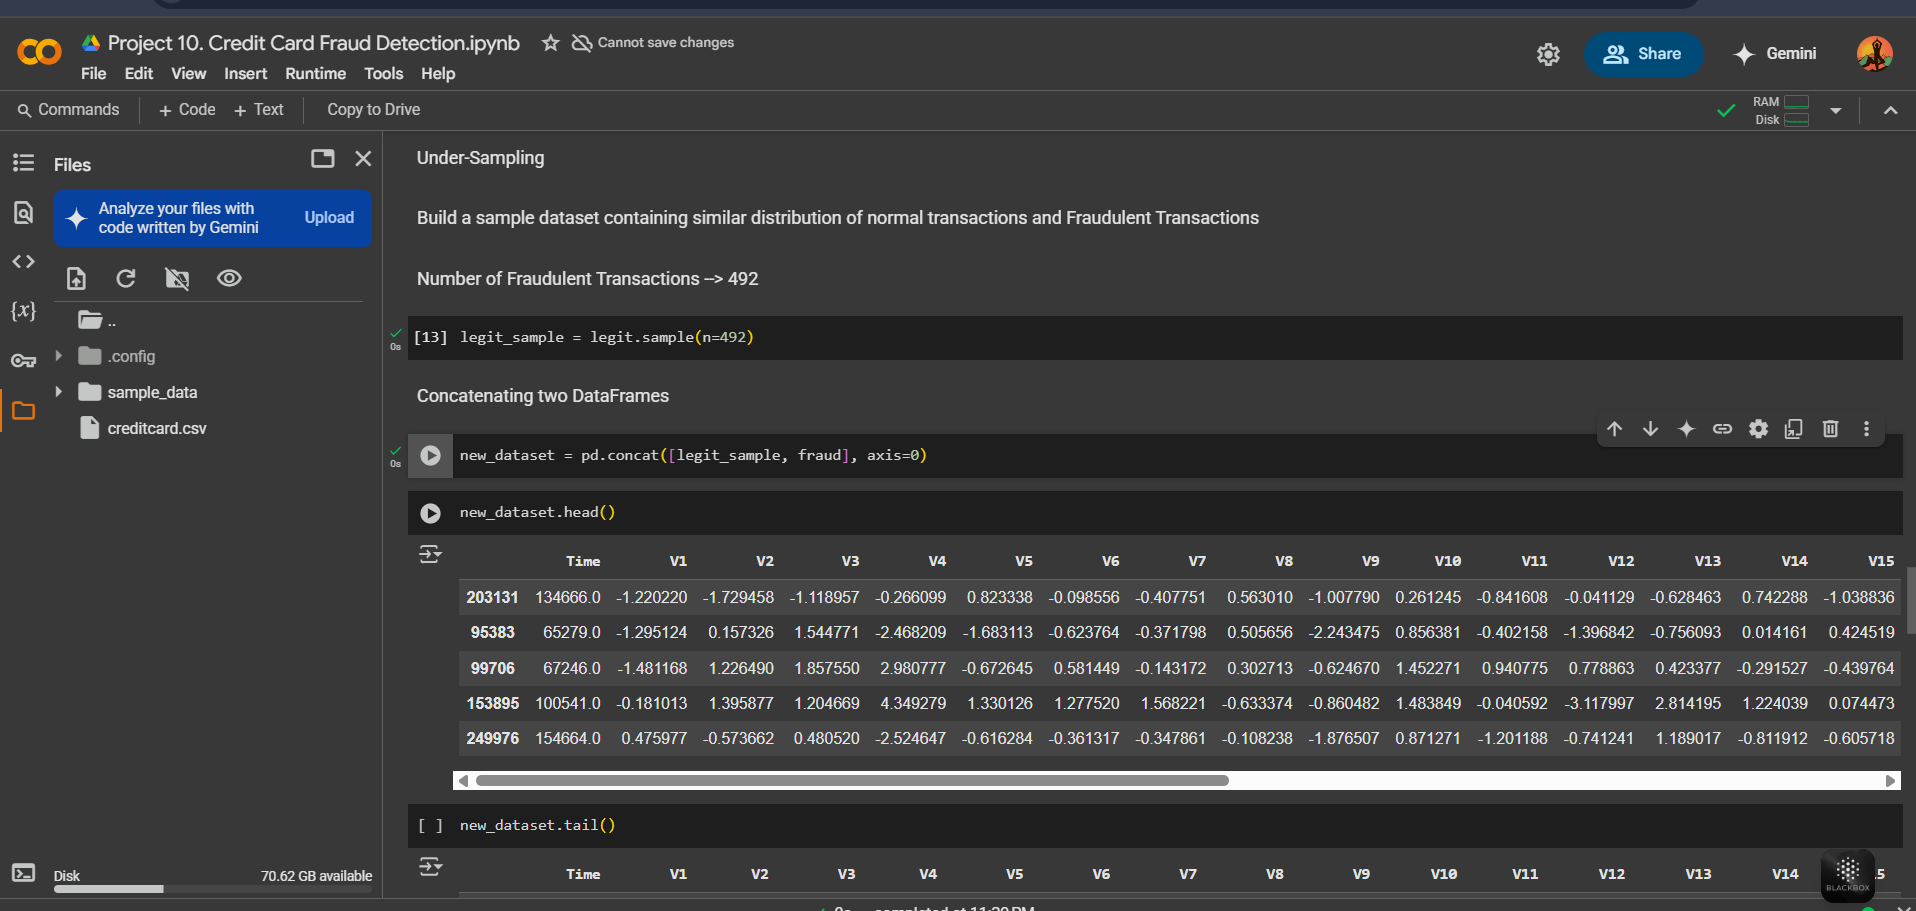 Project 10. Credit Card Fraud Detection.ipynb
Cannot save changes
File Edit View Insert Runtime Tools Help
Share
Gemini
Commands
+ Code + Text
Copy to Drive
RAM
Disk
Files
Analyze your files with
code written by Gemini
Upload
..
.config
sample_data
creditcard.csv
Disk
70.62 GB available
Under-Sampling
Build a sample dataset containing similar distribution of normal transactions and Fraudulent Transactions
Number of Fraudulent Transactions --> 492
0s
[13] legit_sample = legit.sample(n=492)
Concatenating two DataFrames
0s
new_dataset = pd.concat([legit_sample, fraud], axis=0)
new_dataset.head()
Time V1 V2 V3 V4 V5 V6 V7 V8 V9 V10 V11 V12 V13 V14 V15
203131 134666.0 -1.220220 -1.729458 -1.118957 -0.266099 0.823338 -0.098556 -0.407751 0.563010 -1.007790 0.261245 -0.841608 -0.041129 -0.628463 0.742288 -1.038836
95383 65279.0 -1.295124 0.157326 1.544771 -2.468209 -1.683113 -0.623764 -0.371798 0.505656 -2.243475 0.856381 -0.402158 -1.396842 -0.756093 0.014161 0.424519
99706 67246.0 -1.481168 1.226490 1.857550 2.980777 -0.672645 0.581449 -0.143172 0.302713 -0.624670 1.452271 0.940775 0.778863 0.423377 -0.291527 -0.439764
153895 100541.0 -0.181013 1.395877 1.204669 4.349279 1.330126 1.277520 1.568221 -0.633374 -0.860482 1.483849 -0.040592 -3.117997 2.814195 1.224039 0.074473
249976 154664.0 0.475977 -0.573662 0.480520 -2.524647 -0.616284 -0.361317 -0.347861 -0.108238 -1.876507 0.871271 -1.201188 -0.741241 1.189017 -0.811912 -0.605718
[ ] new_dataset.tail()
Time V1 V2 V3 V4 V5 V6 V7 V8 V9 V10 V11 V12 V13 V14 5
BLACKBOX
0s completed at 11:20 PM